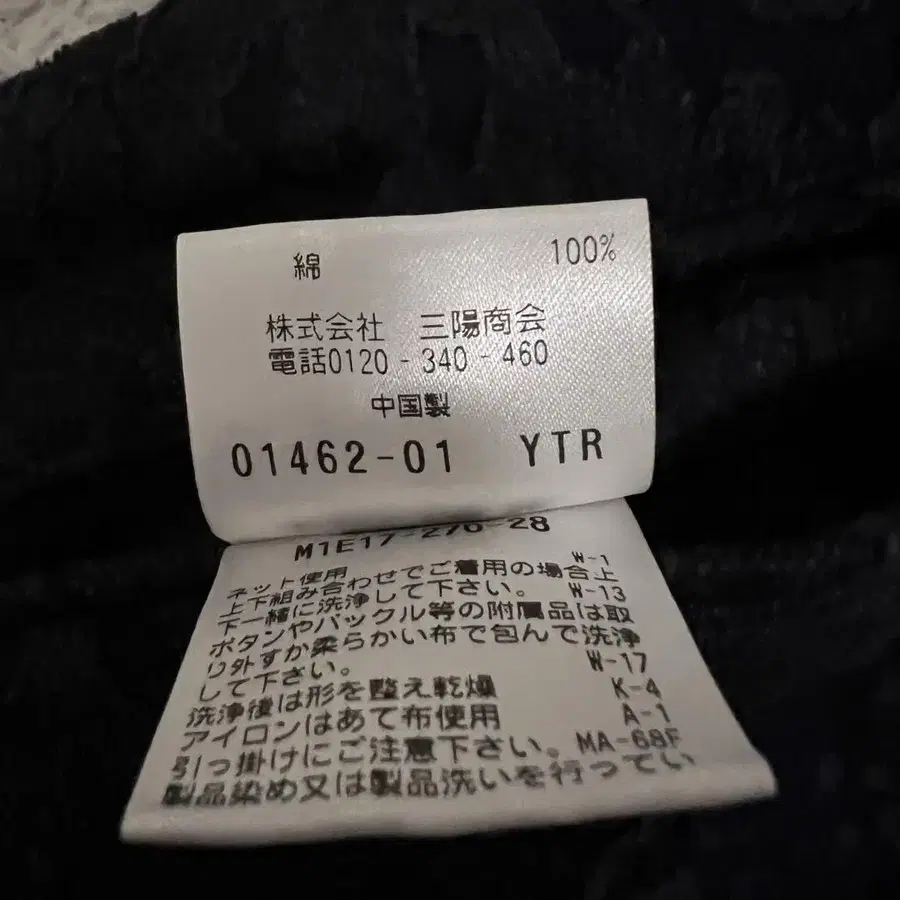 綿 100%
株式会社 三陽商会
電話0120-340-460
中国製
01462-01 YTR
M1E17-270-28
ネット使用 W-1
上下組み合わせでご着用の場合上
下一緒に洗浄して下さい。 W-13
ボタンやバックル等の附属品は取
り外すか柔らかい布で包んで洗浄
して下さい。 W-17
洗浄後は形を整え乾燥 K-4
アイロンはあて布使用 A-1
引っ掛けにご注意下さい。 MA-68F
製品染め又は製品洗いを行ってい